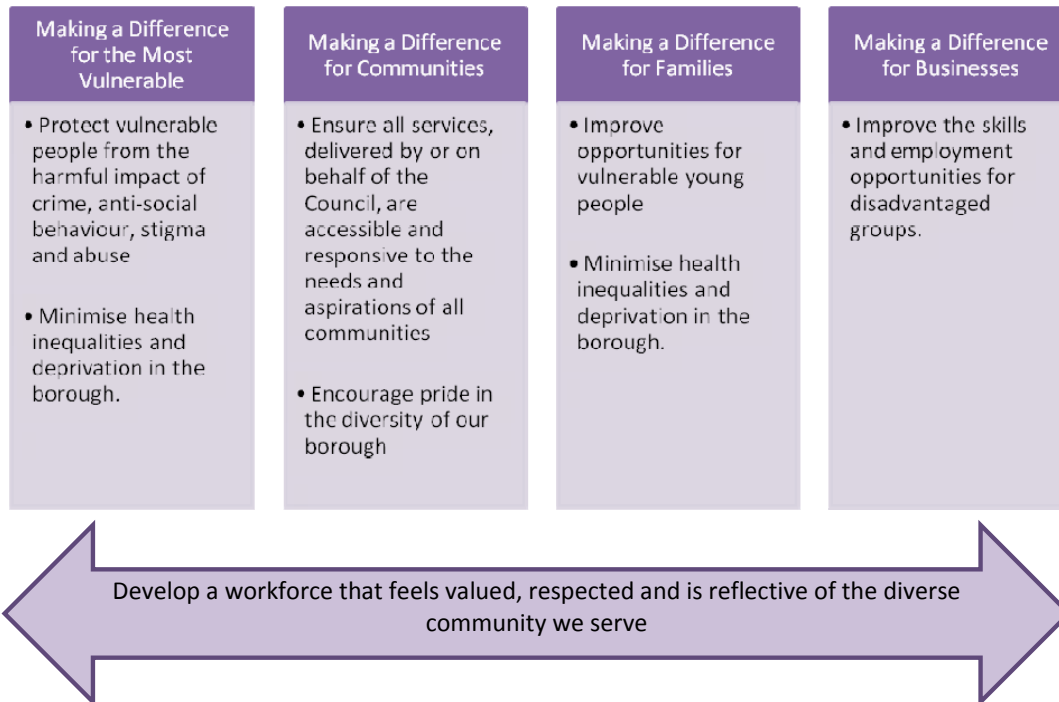 Making a Difference
for the Most
Vulnerable
• Protect vulnerable
people from the
harmful impact of
crime, anti-social
behaviour, stigma
and abuse
• Minimise health
inequalities and
deprivation in the
borough.
Making a Difference
for Communities
• Ensure all services,
delivered by or on
behalf of the
Council, are
accessible and
responsive to the
needs and
aspirations of all
communities
• Encourage pride in
the diversity of our
borough
Making a Difference
for Families
• Improve
opportunities for
vulnerable young
people
• Minimise health
inequalities and
deprivation in the
borough.
Making a Difference
for Businesses
• Improve the skills
and employment
opportunities for
disadvantaged
groups.
Develop a workforce that feels valued, respected and is reflective of the diverse
community we serve